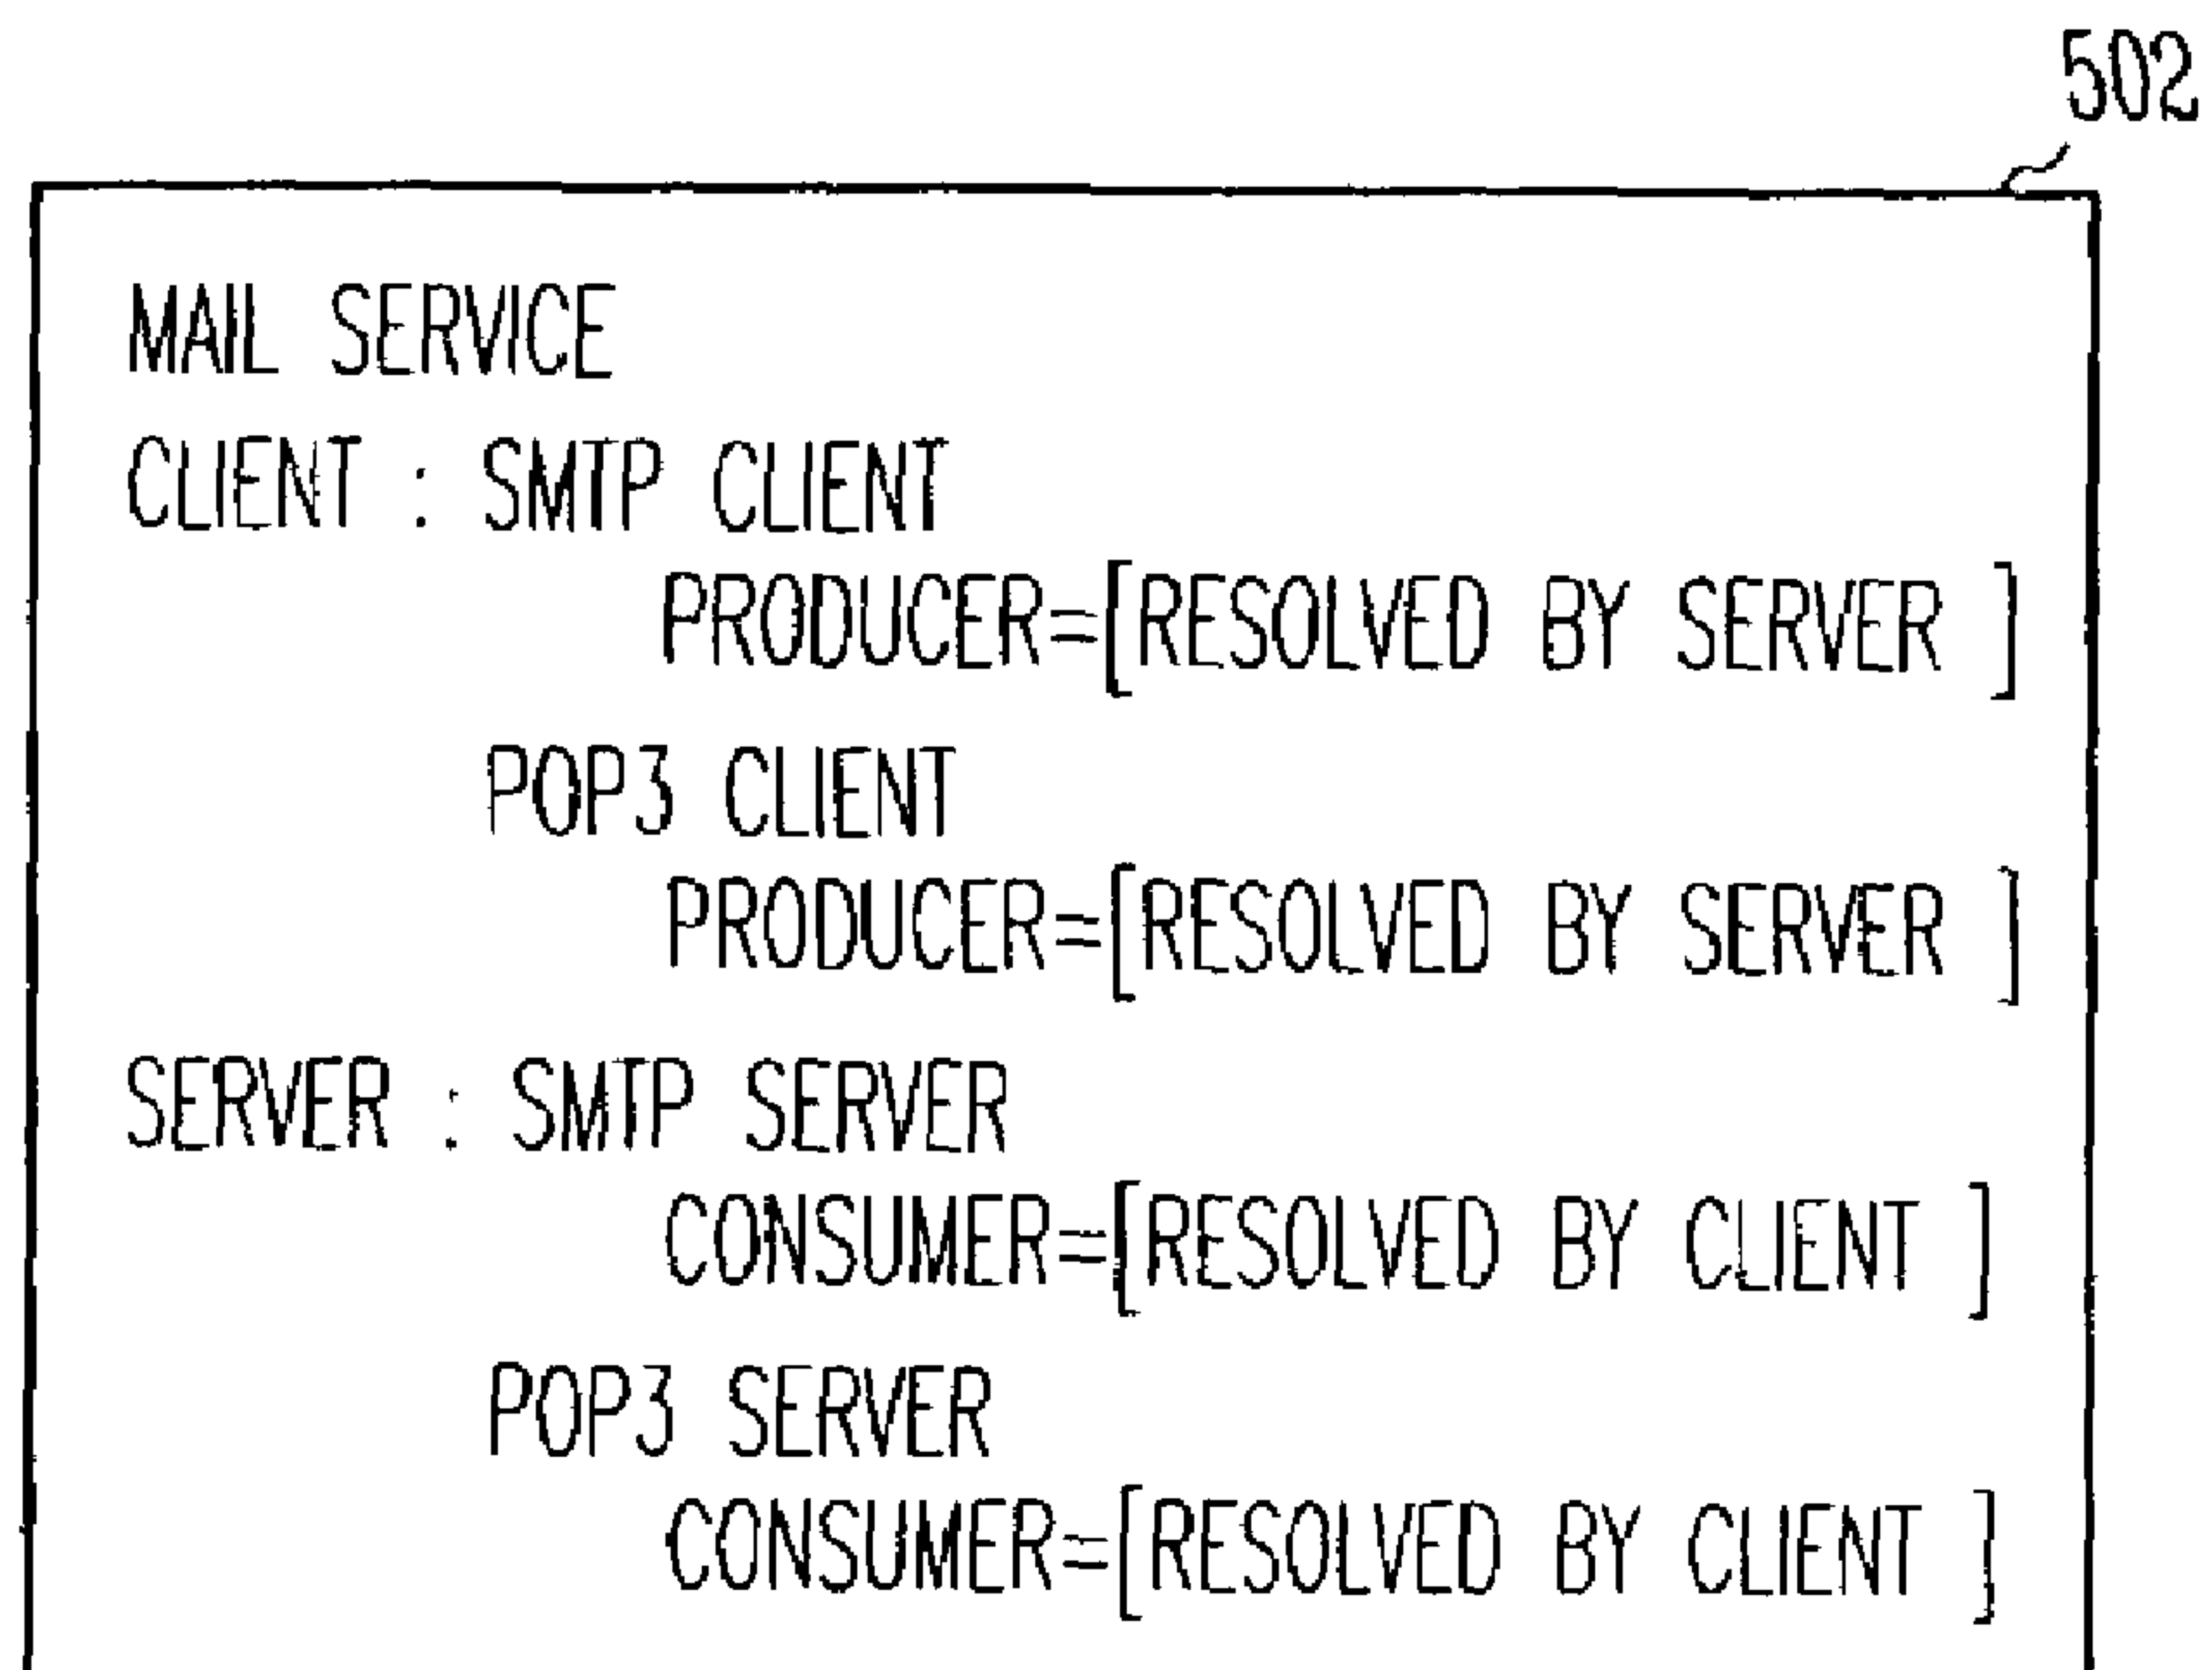 502
MAIL SERVICE
CLIENT : SMTP CLIENT
PRODUCER=[RESOLVED BY SERVER ]
POP3 CLIENT
PRODUCER=[RESOLVED BY SERVER ]
SERVER : SMTP SERVER
CONSUMER=[RESOLVED BY CLIENT ]
POP3 SERVER
CONSUMER=[RESOLVED BY CLIENT ]